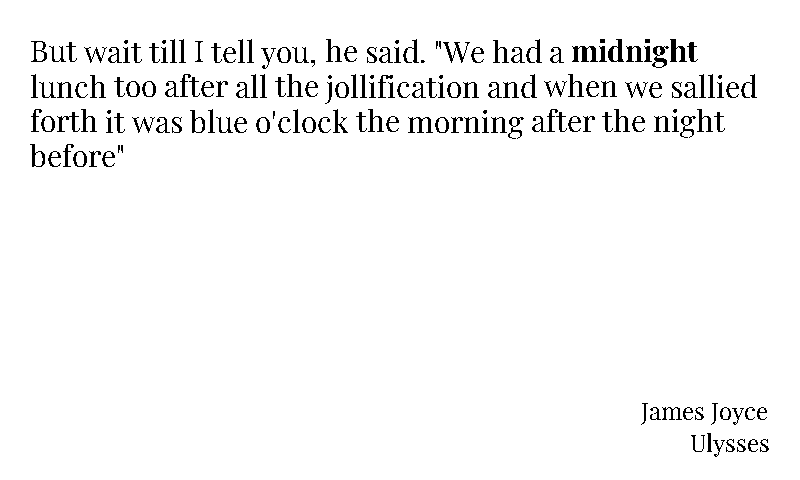 But wait till I tell you, he said. "We had a midnight
lunch too after all the jollification and when we sallied
forth it was blue o'clock the morning after the night
before"
James Joyce
Ulysses